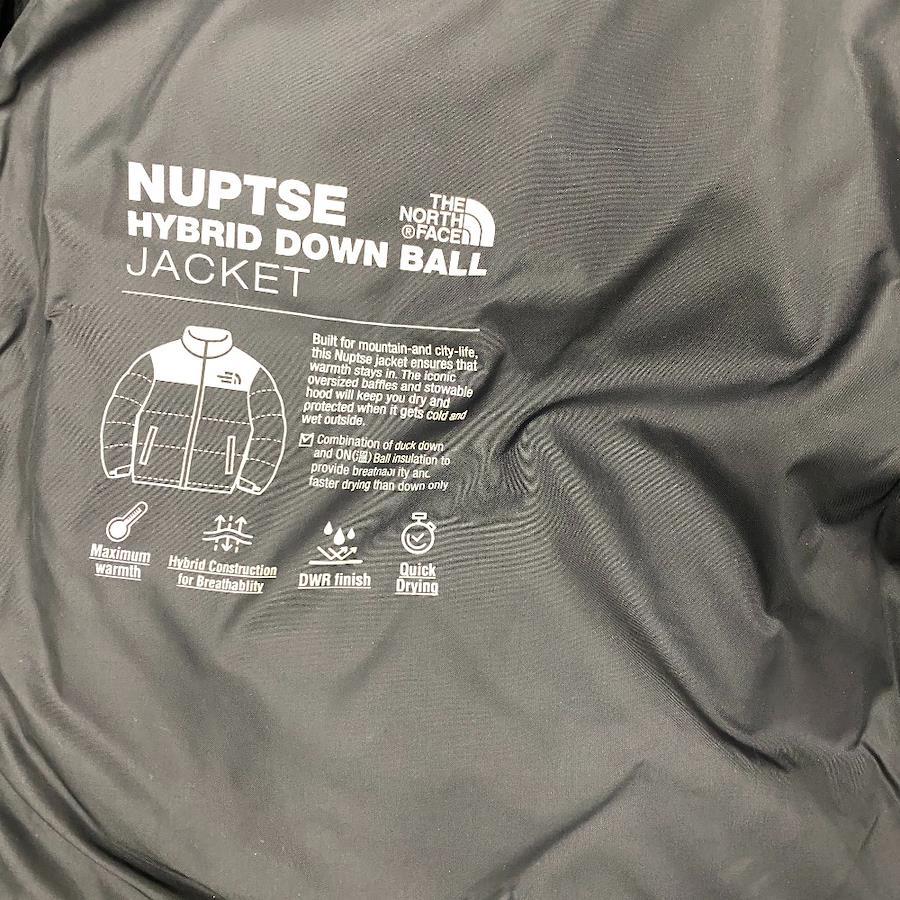 NUPTSE
HYBRID DOWN BALL
JACKET
THE
NORTH
®FACE
Built for mountain-and city-life,
this Nuptse jacket ensures that
warmth stays in. The iconic
oversized baffles and stowable
hood will keep you dry and
protected when it gets cold and
wet outside.
Combination of duck down
and ON(温) Ball insulation to
provide breathability and
faster drying than down only
Maximum
warmth
Hybrid Construction
for Breathablity
DWR finish
Quick
Drying